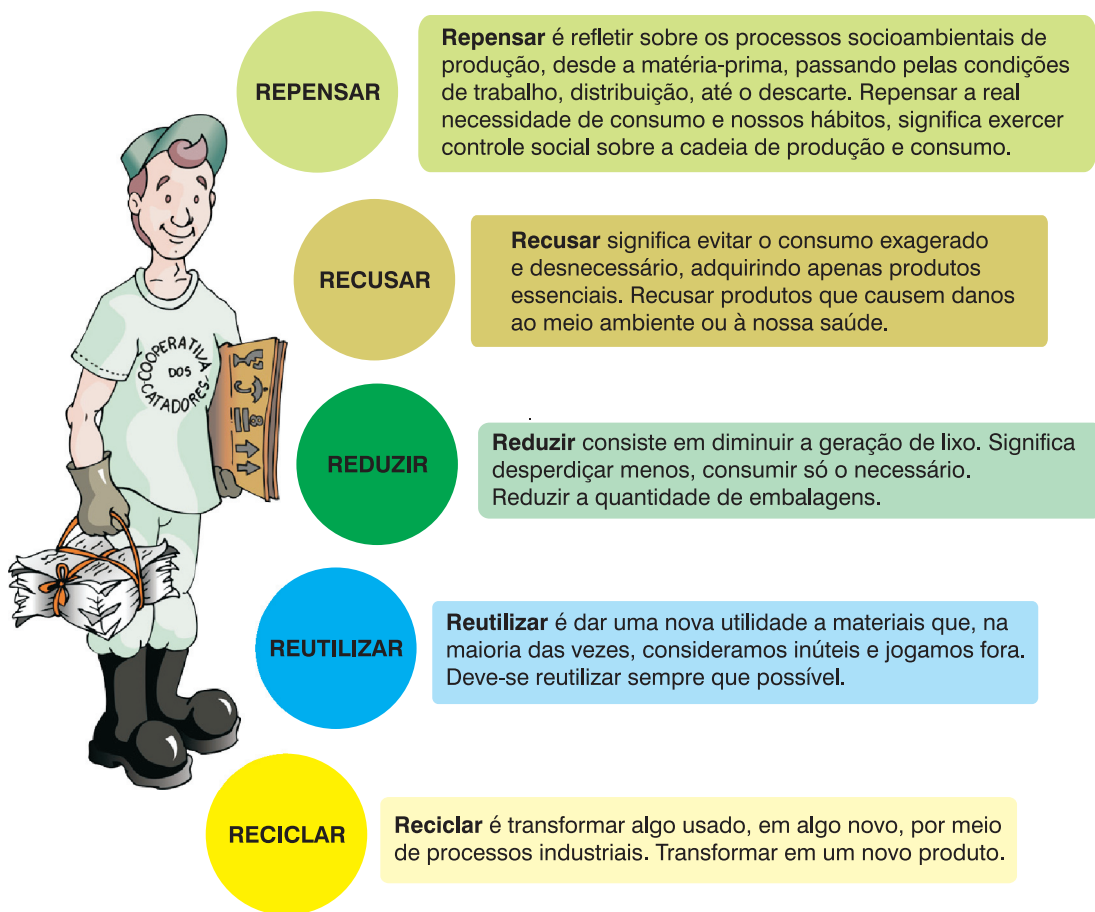 REPENSAR
Repensar é refletir sobre os processos socioambientais de
produção, desde a matéria-prima, passando pelas condições
de trabalho, distribuição, até o descarte. Repensar a real
necessidade de consumo e nossos hábitos, significa exercer
controle social sobre a cadeia de produção e consumo.
RECUSAR
Recusar significa evitar o consumo exagerado
e desnecessário, adquirindo apenas produtos
essenciais. Recusar produtos que causem danos
ao meio ambiente ou à nossa saúde.
COOPERATIVA
DOS
CATADORES
REDUZIR
Reduzir consiste em diminuir a geração de lixo. Significa
desperdiçar menos, consumir só o necessário.
Reduzir a quantidade de embalagens.
REUTILIZAR
Reutilizar é dar uma nova utilidade a materiais que, na
maioria das vezes, consideramos inúteis e jogamos fora.
Deve-se reutilizar sempre que possível.
RECICLAR
Reciclar é transformar algo usado, em algo novo, por meio
de processos industriais. Transformar em um novo produto.